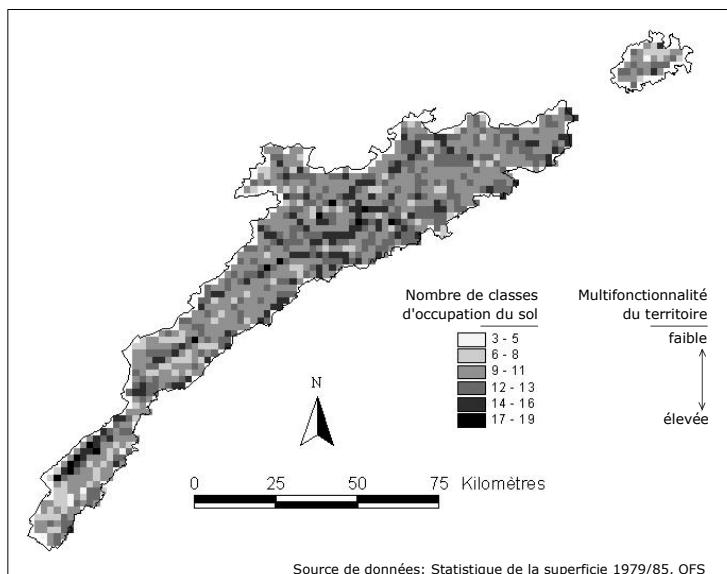 Nombre de classes
d'occupation du sol
3 - 5
6 - 8
9 - 11
12 - 13
14 - 16
17 - 19
Multifonctionnalité
du territoire
faible
élevée
N
0 25 50 75 Kilomètres
Source de données: Statistique de la superficie 1979/85, OFS